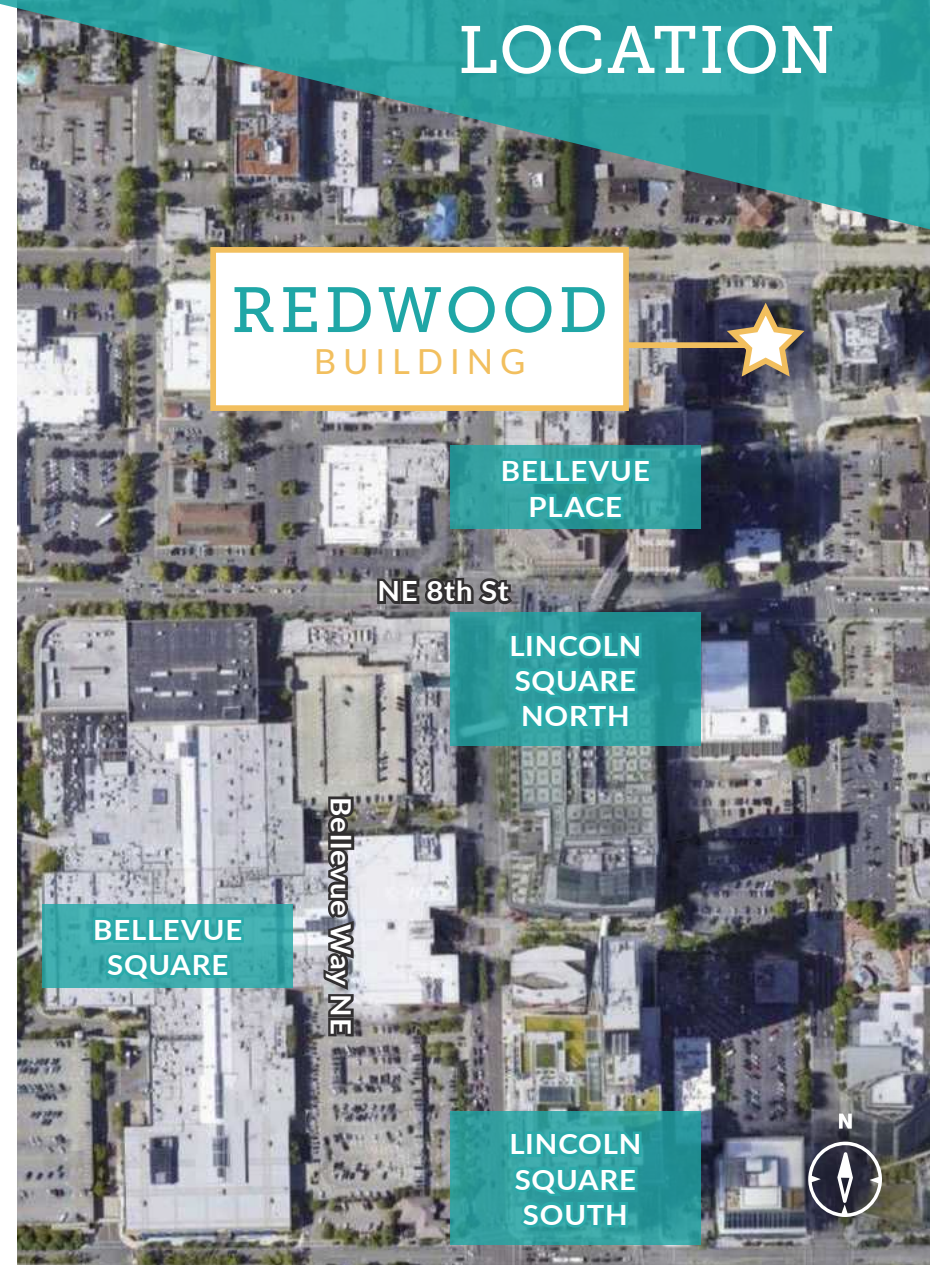 LOCATION
REDWOOD
BUILDING
BELLEVUE
PLACE
NE 8th St
LINCOLN
SQUARE
NORTH
Bellevue Way NE
BELLEVUE
SQUARE
LINCOLN
SQUARE
SOUTH
N